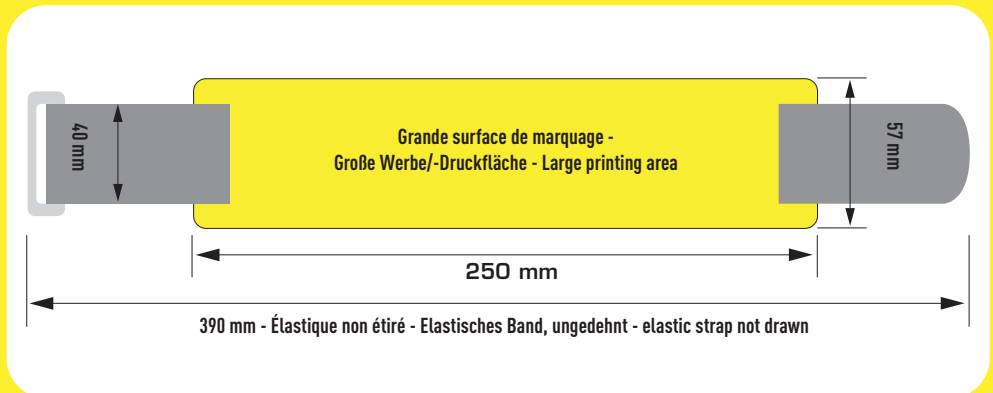 40 mm
Grande surface de marquage -
Große Werbe/-Druckfläche - Large printing area
57 mm
250 mm
390 mm - Élastique non étiré - Elastisches Band, ungedehnt - elastic strap not drawn